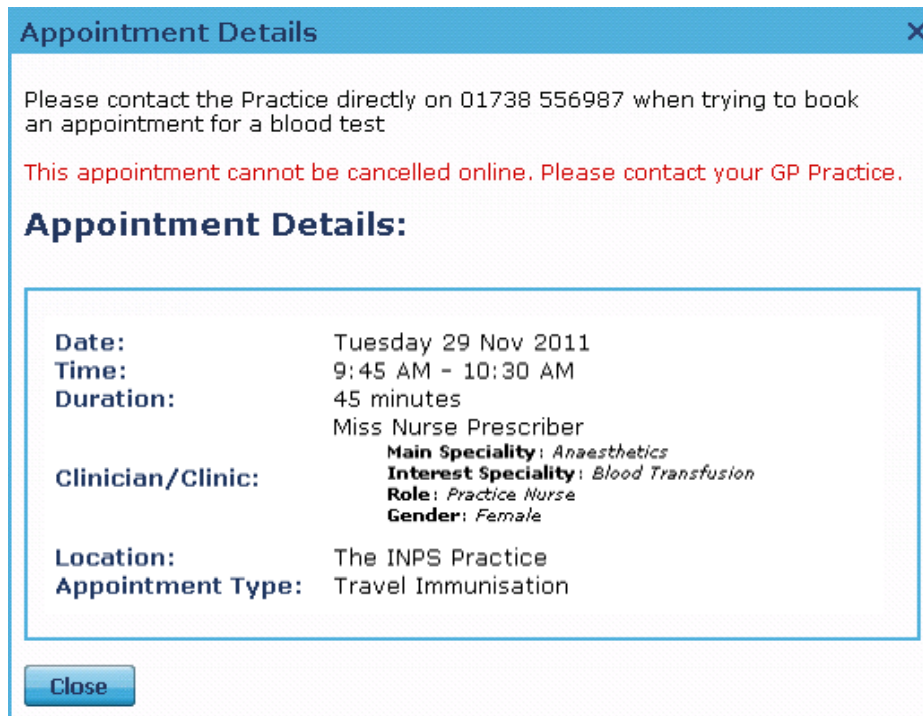 Appointment Details
Please contact the Practice directly on 01738 556987 when trying to book
an appointment for a blood test
This appointment cannot be cancelled online. Please contact your GP Practice.
Appointment Details:
Date: Tuesday 29 Nov 2011
Time: 9:45 AM - 10:30 AM
Duration: 45 minutes
Miss Nurse Prescriber
Main Speciality: Anaesthetics
Clinician/Clinic: Interest Speciality: Blood Transfusion
Role: Practice Nurse
Gender: Female
Location: The INPS Practice
Appointment Type: Travel Immunisation
Close